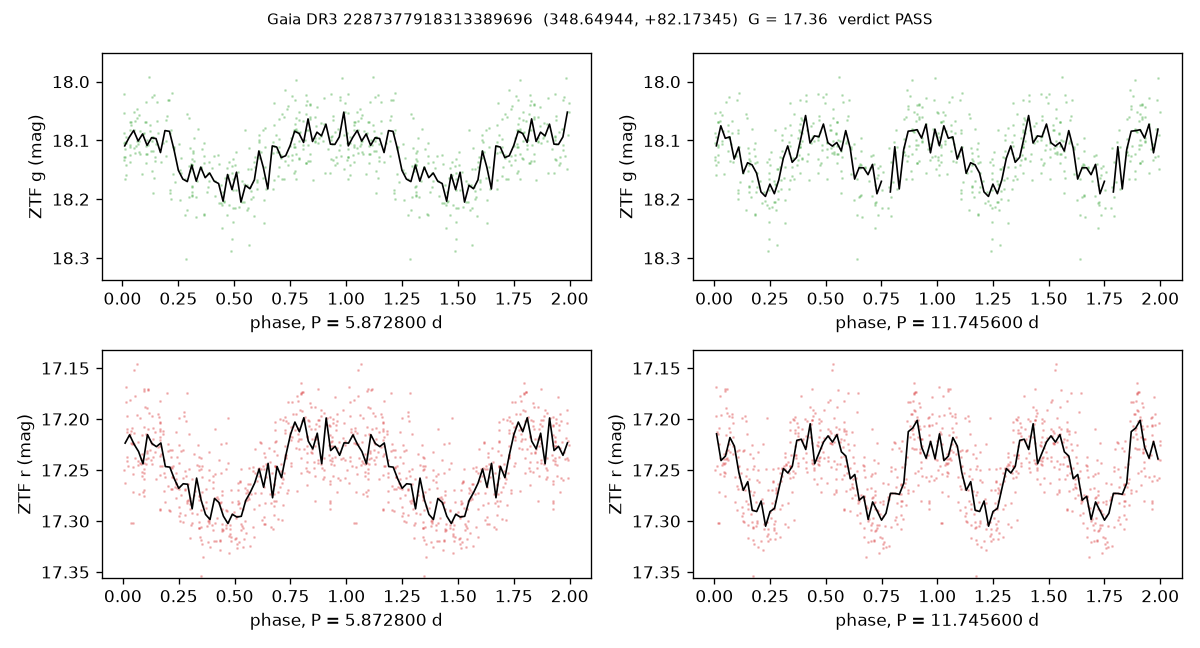 Gaia DR3 2287377918313389696 (348.64944, +82.17345) G = 17.36 verdict PASS
ZTF g (mag)
18.0
18.1
18.2
18.3
0.00 0.25 0.50 0.75 1.00 1.25 1.50 1.75 2.00
phase, P = 5.872800 d
ZTF g (mag)
18.0
18.1
18.2
18.3
0.00 0.25 0.50 0.75 1.00 1.25 1.50 1.75 2.00
phase, P = 11.745600 d
ZTF r (mag)
17.15
17.20
17.25
17.30
17.35
0.00 0.25 0.50 0.75 1.00 1.25 1.50 1.75 2.00
phase, P = 5.872800 d
ZTF r (mag)
17.15
17.20
17.25
17.30
17.35
0.00 0.25 0.50 0.75 1.00 1.25 1.50 1.75 2.00
phase, P = 11.745600 d